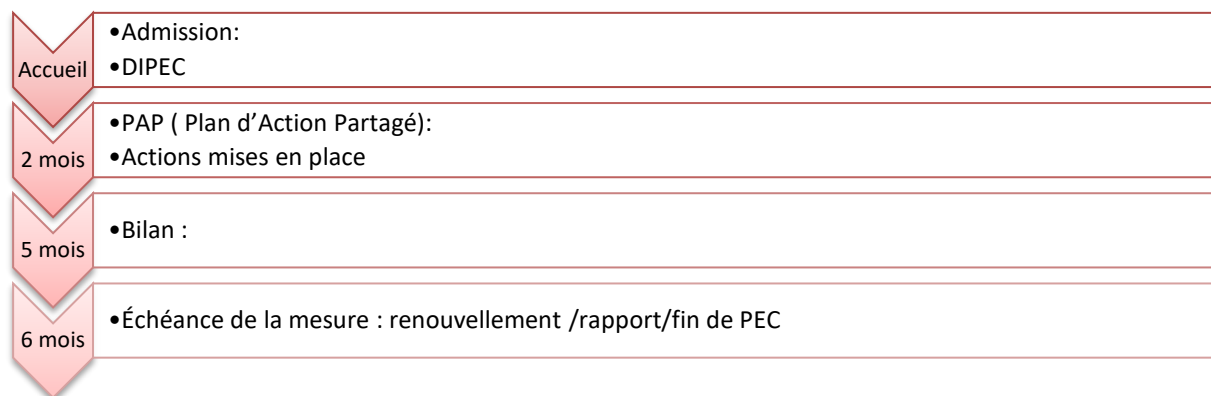 Accueil
•Admission:
•DIPEC
2 mois
•PAP ( Plan d’Action Partagé):
•Actions mises en place
5 mois
•Bilan :
6 mois
•Échéance de la mesure : renouvellement /rapport/fin de PEC